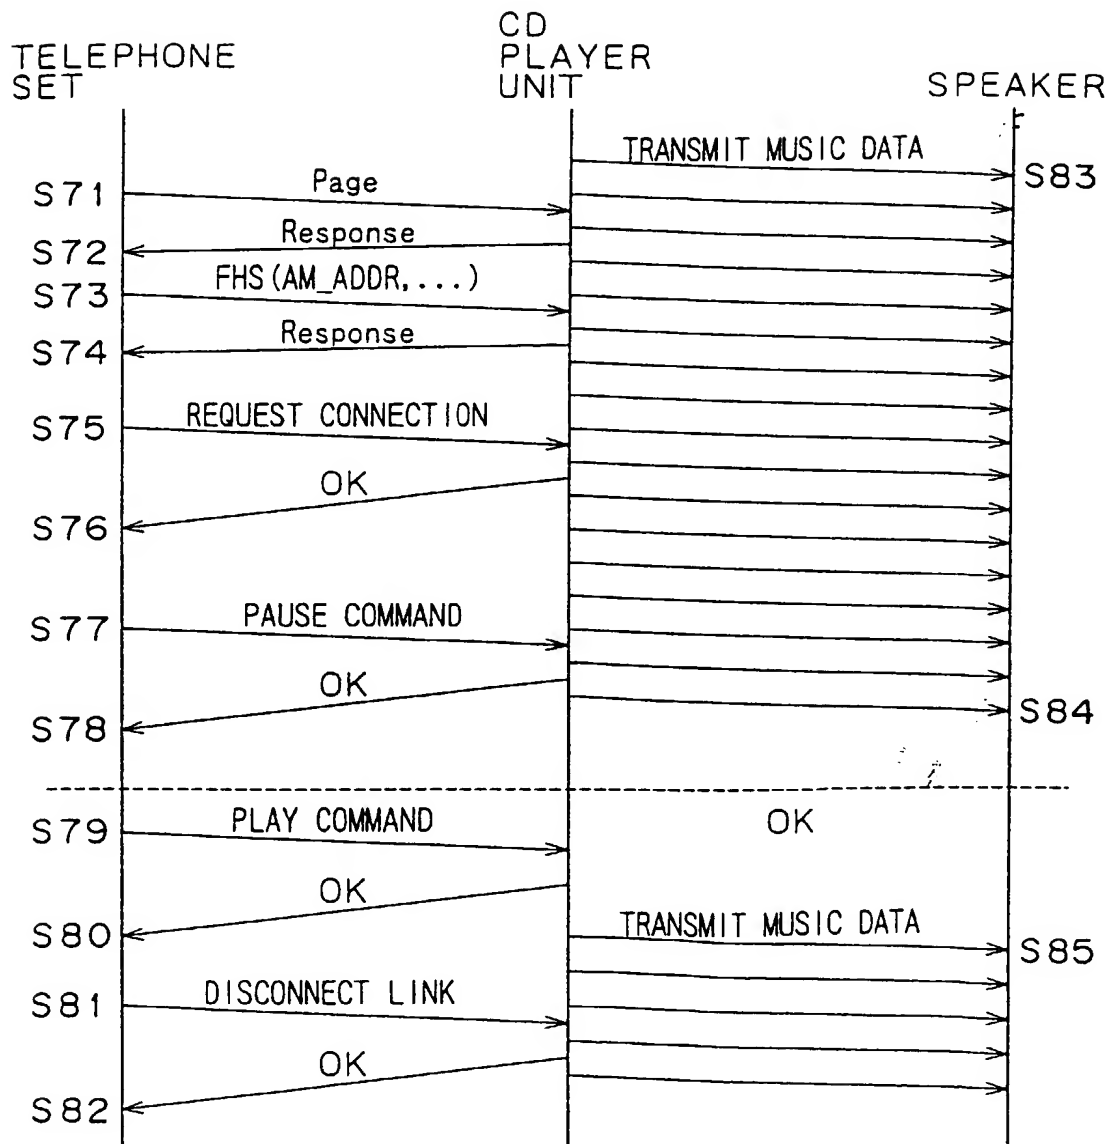 TELEPHONE
SET
CD
PLAYER
UNIT
SPEAKER
TRANSMIT MUSIC DATA
S83
S71
Page
S72
Response
S73
FHS(AM_ADDR,....)
S74
Response
S75
REQUEST CONNECTION
OK
S76
S77
PAUSE COMMAND
OK
S78
S84
S79
PLAY COMMAND
OK
OK
S80
TRANSMIT MUSIC DATA
S85
S81
DISCONNECT LINK
OK
S82